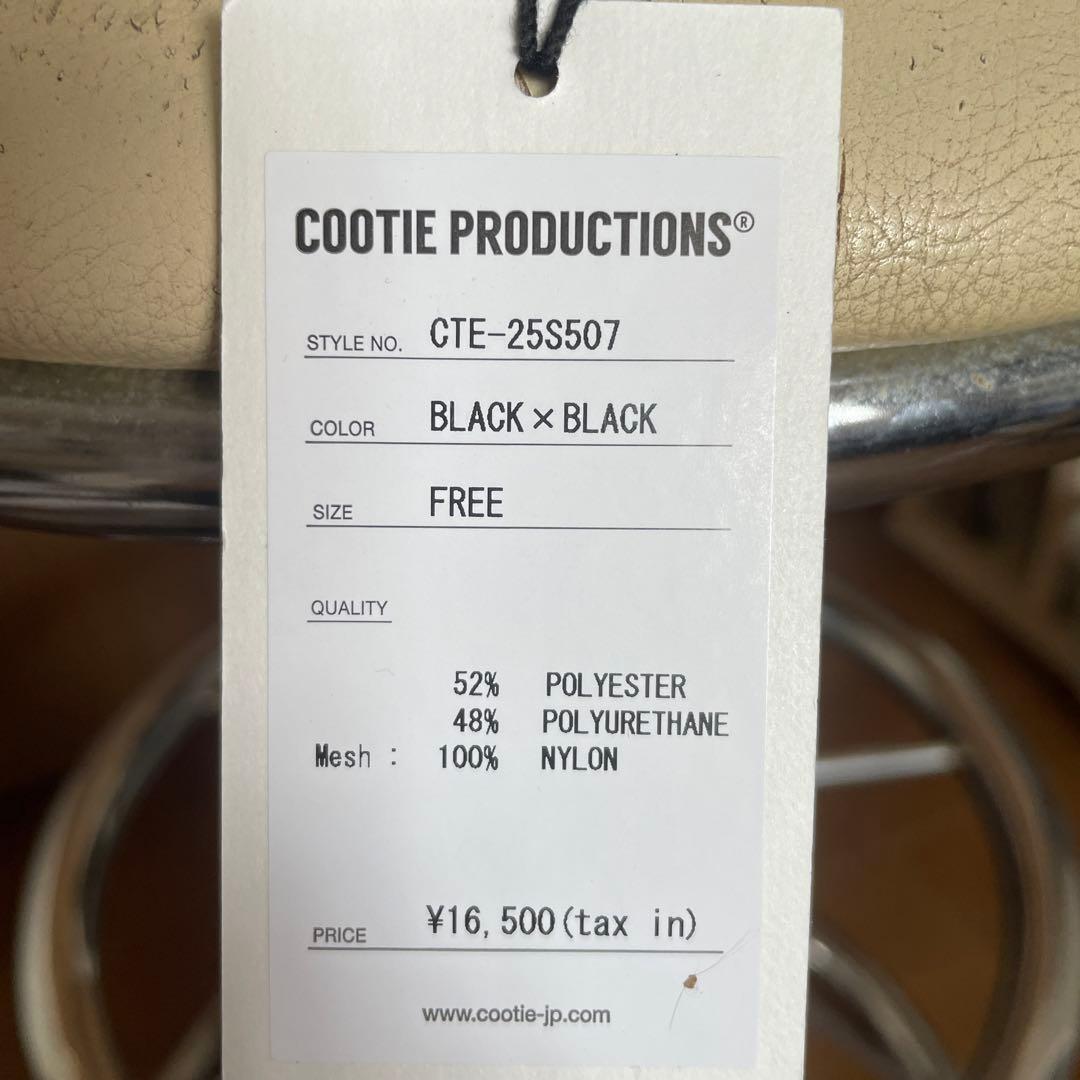 COOTIE PRODUCTIONS®
STYLE NO. CTE-25S507
COLOR BLACK×BLACK
SIZE FREE
QUALITY
52% POLYESTER
48% POLYURETHANE
Mesh : 100% NYLON
PRICE ¥16,500(tax in)
www.cootie-jp.com